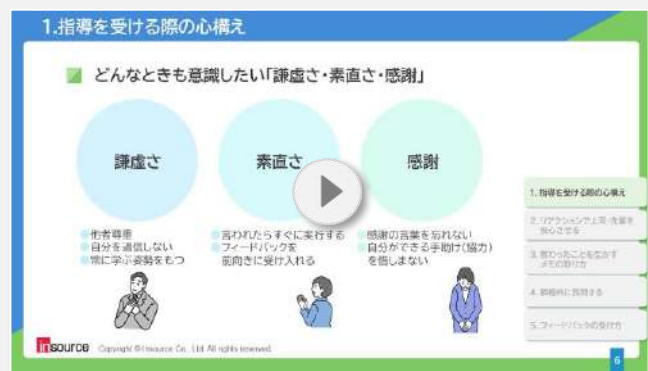 1.指導を受ける際の心構え
どんなときも意識したい「謙虚さ・素直さ・感謝」
謙虚さ
素直さ
感謝
●他者尊重
●自分を過信しない
●常に学ぶ姿勢をもつ
●言われたらすぐに実行する
●フィードバックを
前向きに受け入れる
●感謝の言葉を忘れない
●自分ができる手助け(協力)
を惜しまない
1. 指導を受ける際の心構え
2. リアクションで上司・先輩を
安心させる
3. 教わったことを生かす
メモの取り方
4. 積極的に質問する
5. フィードバックの受け方
insource
Copyright © Insource Co., Ltd. All rights reserved.
6